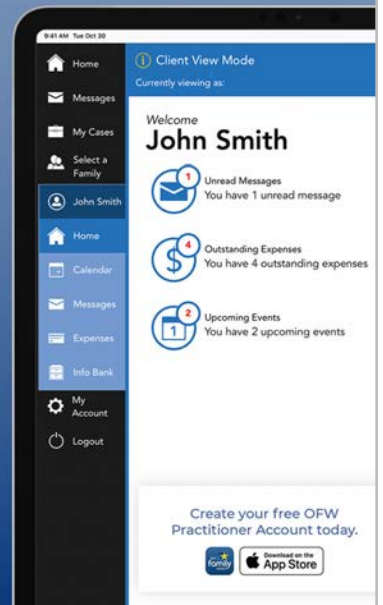 9:41 AM Tue Oct 20
Home
Messages
My Cases
Select a
Family
John Smith
Home
Calendar
Messages
Expenses
Info Bank
My
Account
Logout
Client View Mode
Currently viewing as:
Welcome
John Smith
1
Unread Messages
You have 1 unread message
4
$
Outstanding Expenses
You have 4 outstanding expenses
2
1
Upcoming Events
You have 2 upcoming events
Create your free OFW
Practitioner Account today.
family
Download on the
App Store